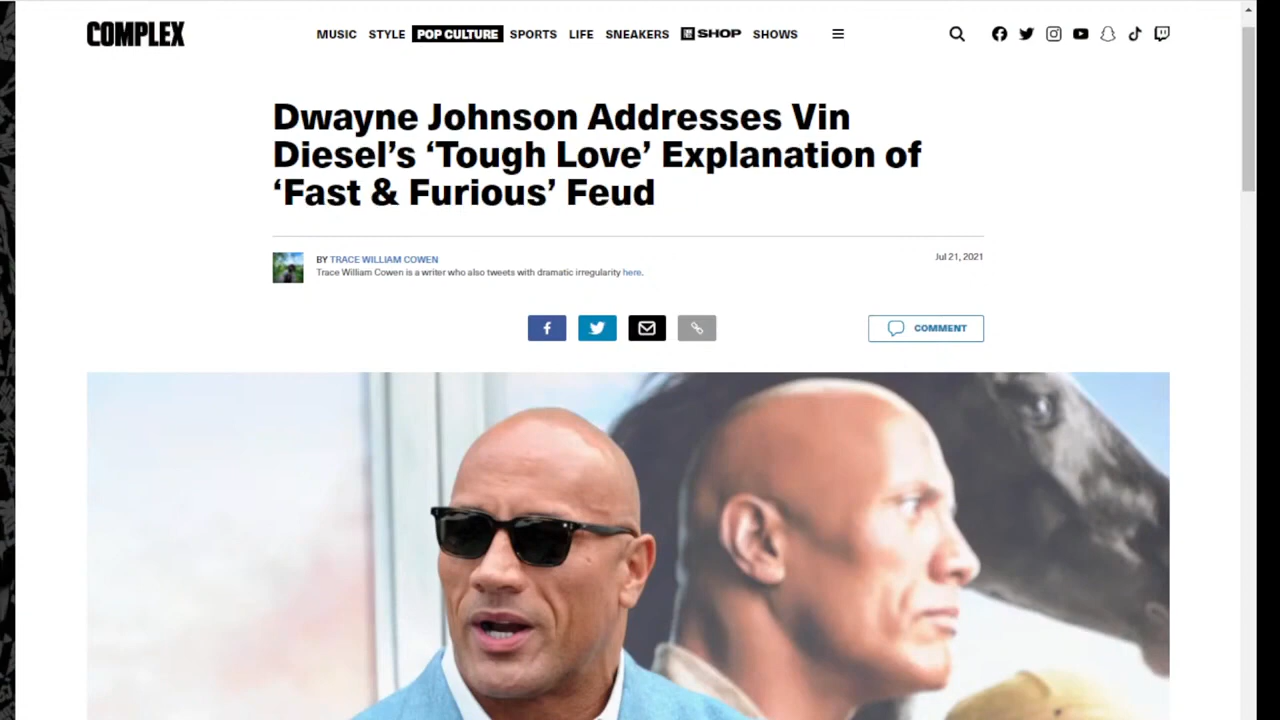 COMPLEX
MUSIC STYLE POP CULTURE SPORTS LIFE SNEAKERS SHOP SHOWS
Dwayne Johnson Addresses Vin
Diesel’s ‘Tough Love’ Explanation of
‘Fast & Furious’ Feud
BY TRACE WILLIAM COWEN
Jul 21, 2021
Trace William Cowen is a writer who also tweets with dramatic irregularity here.
COMMENT